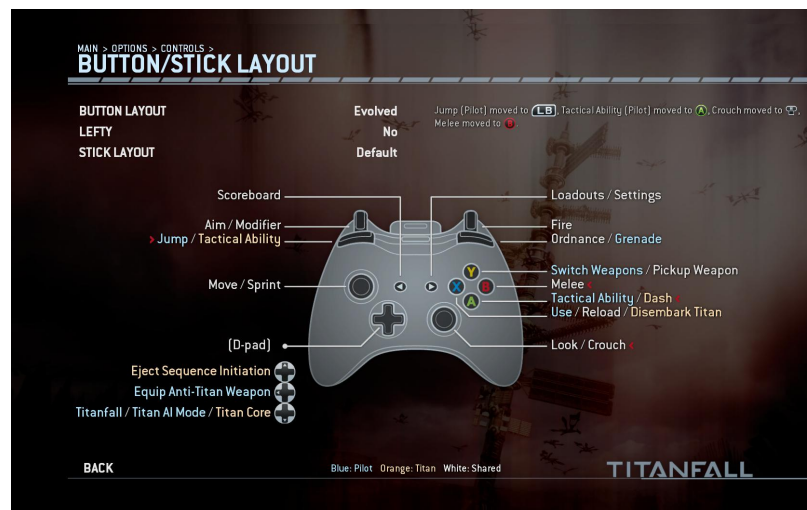 MAIN > OPTIONS > CONTROLS >
BUTTON/STICK LAYOUT
BUTTON LAYOUT Evolved
LEFTY No
STICK LAYOUT Default
Jump (Pilot) moved to LB, Tactical Ability (Pilot) moved to A, Crouch moved to
Melee moved to B
Scoreboard
Loadouts / Settings
Aim / Modifier
Fire
> Jump / Tactical Ability
Ordnance / Grenade
Y
Switch Weapons / Pickup Weapon
X B
Melee <
Move / Sprint
A
Tactical Ability / Dash <
Use / Reload / Disembark Titan
(D-pad)
Look / Crouch <
Eject Sequence Initiation
Equip Anti-Titan Weapon
Titanfall / Titan AI Mode / Titan Core
BACK
Blue: Pilot Orange: Titan White: Shared
TITANFALL